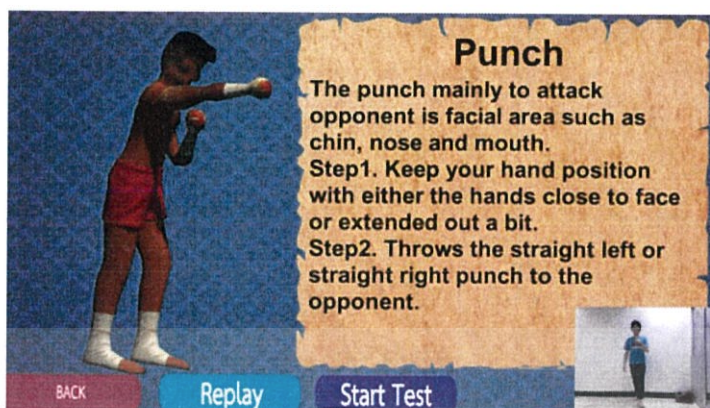 Punch
The punch mainly to attack
opponent is facial area such as
chin, nose and mouth.
Step1. Keep your hand position
with either the hands close to face
or extended out a bit.
Step2. Throws the straight left or
straight right punch to the
opponent.
BACK
Replay
Start Test